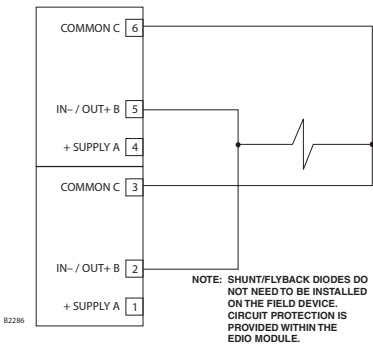 COMMON C 6
IN– / OUT+ B 5
+ SUPPLY A 4
COMMON C 3
IN– / OUT+ B 2
+ SUPPLY A 1
NOTE: SHUNT/FLYBACK DIODES DO
NOT NEED TO BE INSTALLED
ON THE FIELD DEVICE.
CIRCUIT PROTECTION IS
PROVIDED WITHIN THE
EDIO MODULE.
B2286